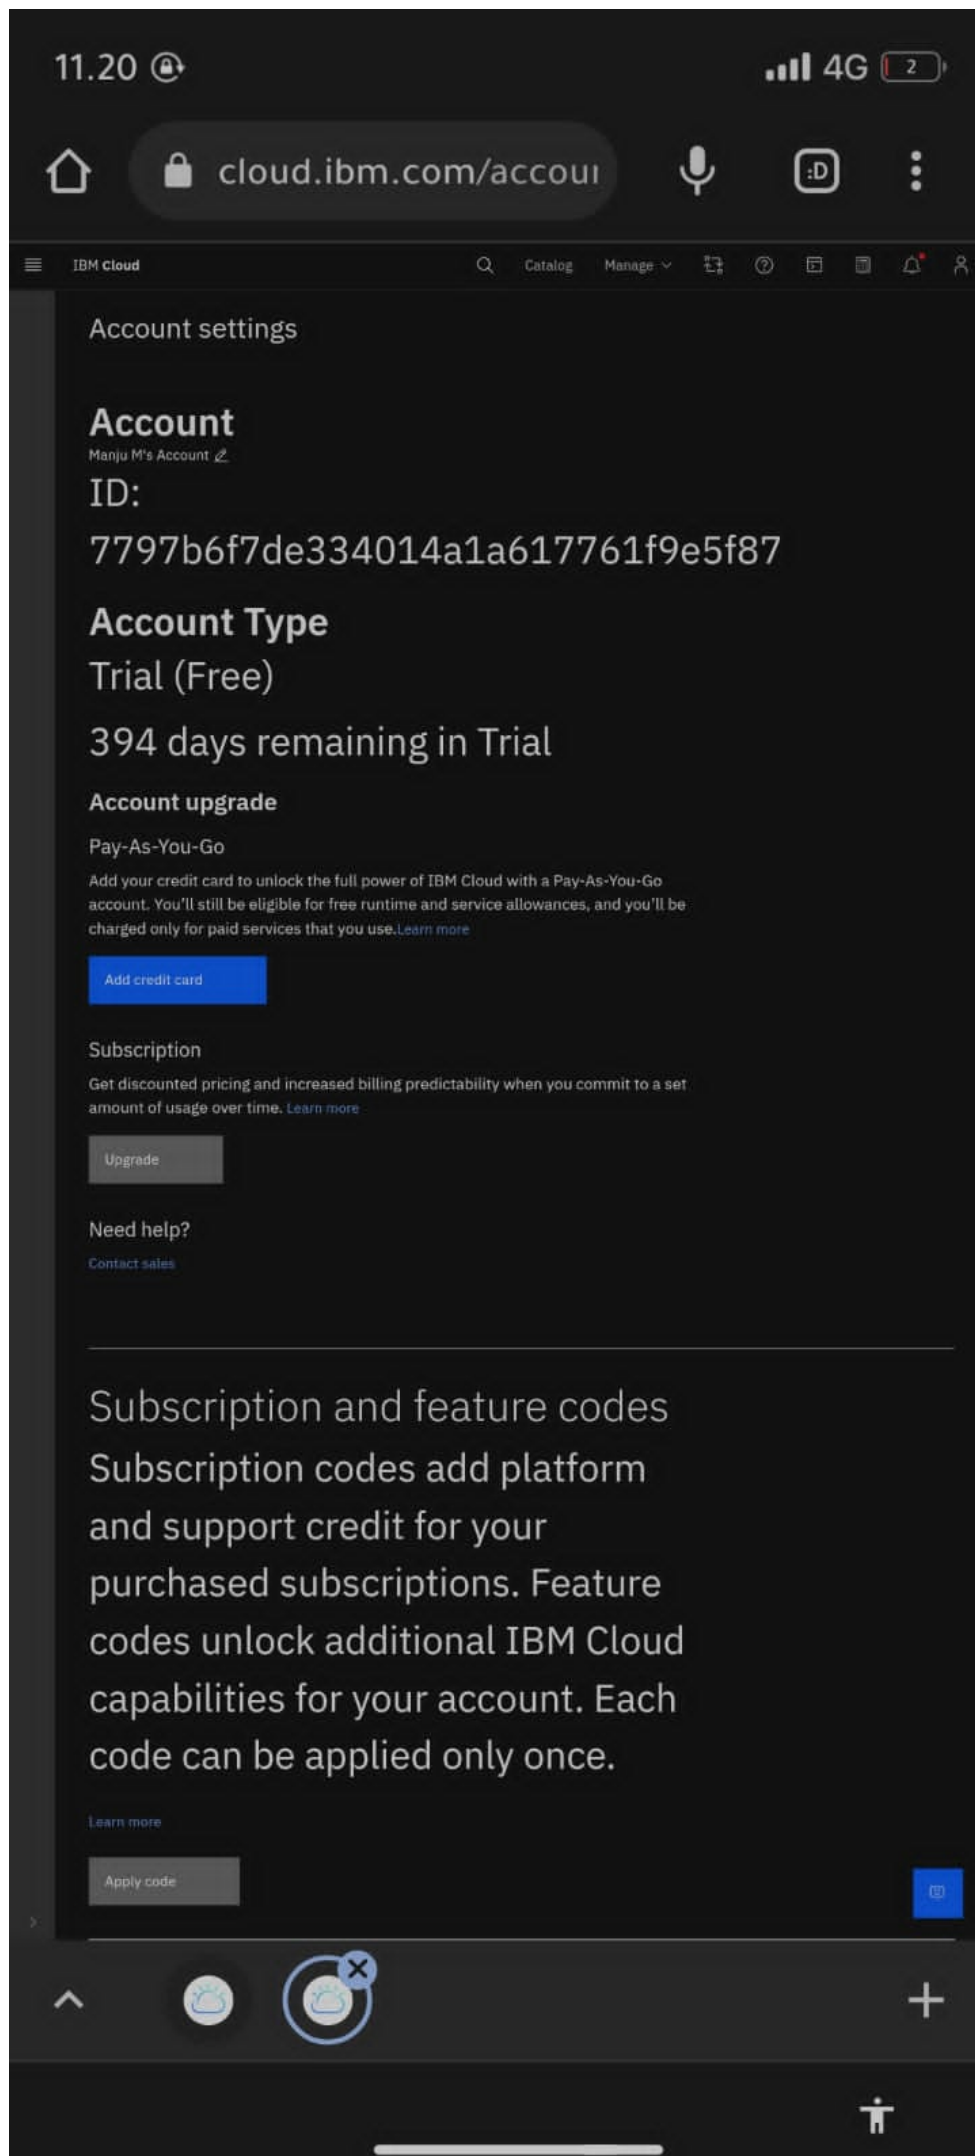 11.20
4G
2
cloud.ibm.com/accour
:D
IBM Cloud
Catalog
Manage
Account settings
Account
Manju M's Account
ID:
7797b6f7de334014a1a617761f9e5f87
Account Type
Trial (Free)
394 days remaining in Trial
Account upgrade
Pay-As-You-Go
Add your credit card to unlock the full power of IBM Cloud with a Pay-As-You-Go
account. You'll still be eligible for free runtime and service allowances, and you'll be
charged only for paid services that you use.Learn more
Add credit card
Subscription
Get discounted pricing and increased billing predictability when you commit to a set
amount of usage over time. Learn more
Upgrade
Need help?
Contact sales
Subscription and feature codes
Subscription codes add platform
and support credit for your
purchased subscriptions. Feature
codes unlock additional IBM Cloud
capabilities for your account. Each
code can be applied only once.
Learn more
Apply code